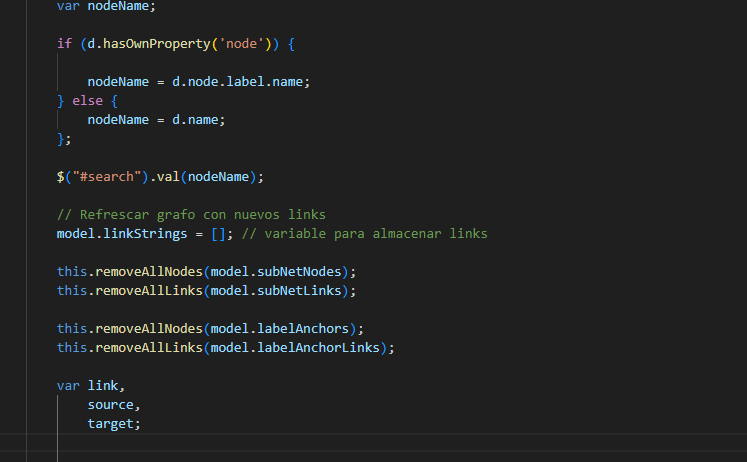 var nodeName;
if (d.hasOwnProperty('node')) {
nodeName = d.node.label.name;
} else {
nodeName = d.name;
};
$("#search").val(nodeName);
// Refrescar grafo con nuevos links
model.linkStrings = []; // variable para almacenar links
this.removeAllNodes(model.subNetNodes);
this.removeAllLinks(model.subNetLinks);
this.removeAllNodes(model.labelAnchors);
this.removeAllLinks(model.labelAnchorLinks);
var link,
source,
target;